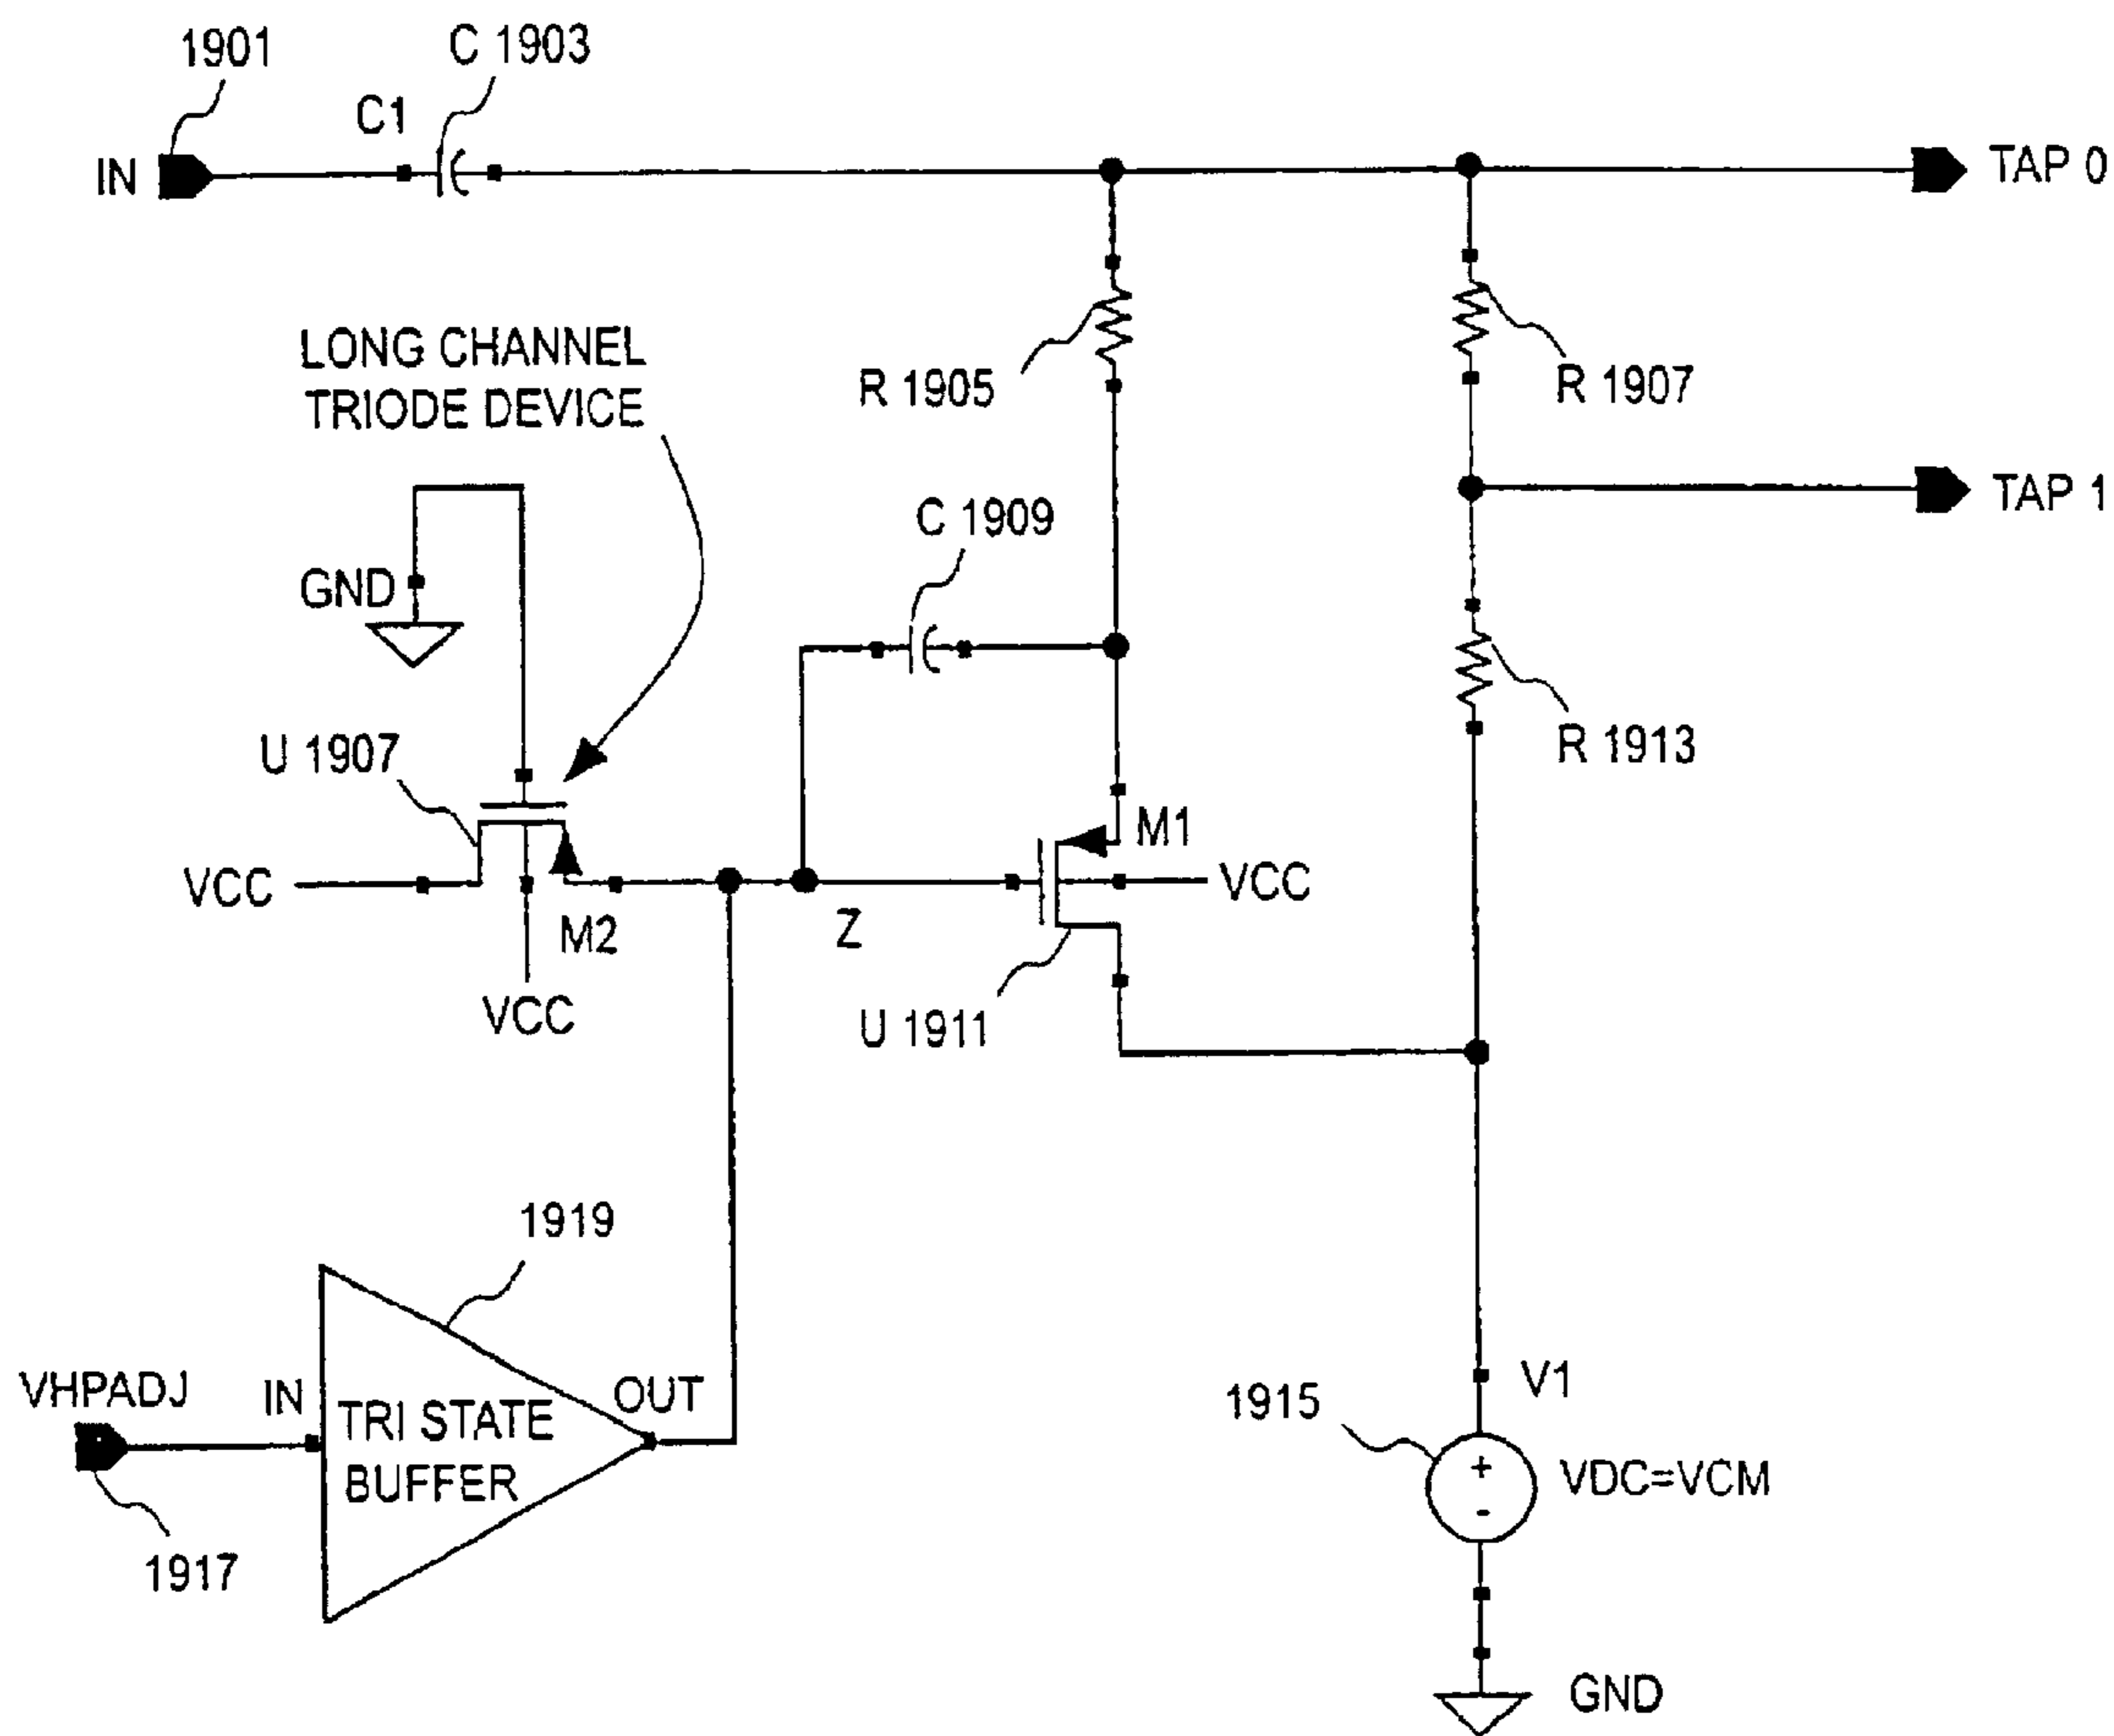 1901
C 1903
C1
IN
TAP 0
LONG CHANNEL
TRIODE DEVICE
R 1905
R 1907
TAP 1
C 1909
GND
U 1907
R 1913
M1
VCC
VCC
Z
M2
VCC
U 1911
1919
VHPADJ
IN
OUT
TRI STATE
BUFFER
1917
1915
V1
VDC=VCM
+
-
GND